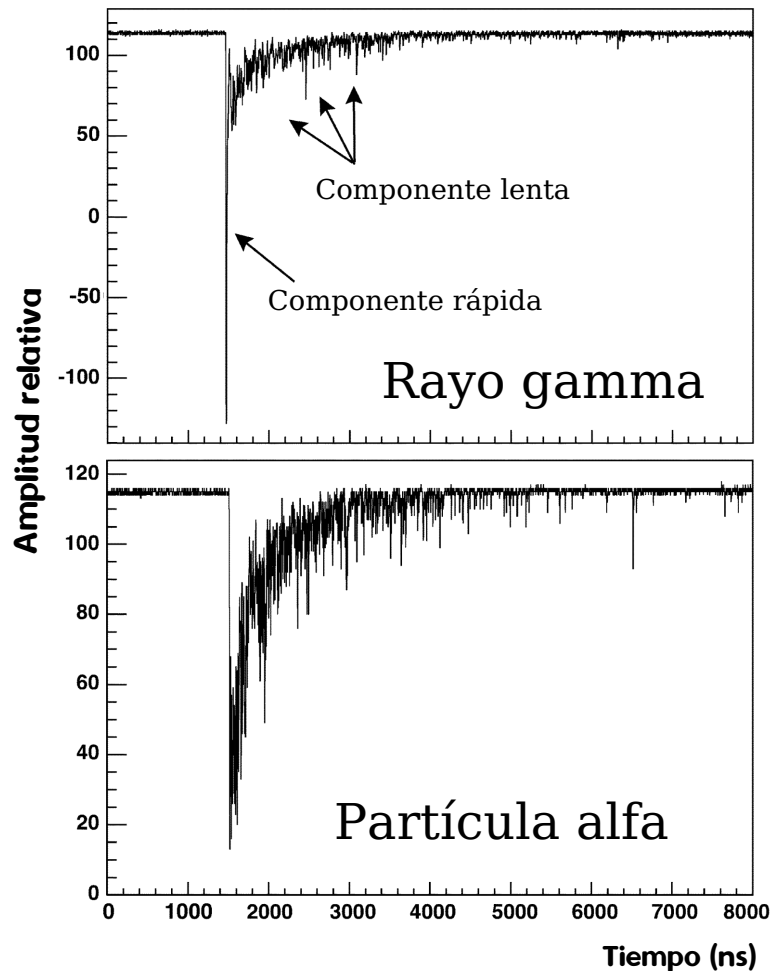 100
50
0
-50
-100
Componente lenta
Componente rápida
Rayo gamma
Amplitud relativa
120
100
80
60
40
20
0
Partícula alfa
0 1000 2000 3000 4000 5000 6000 7000 8000
Tiempo (ns)